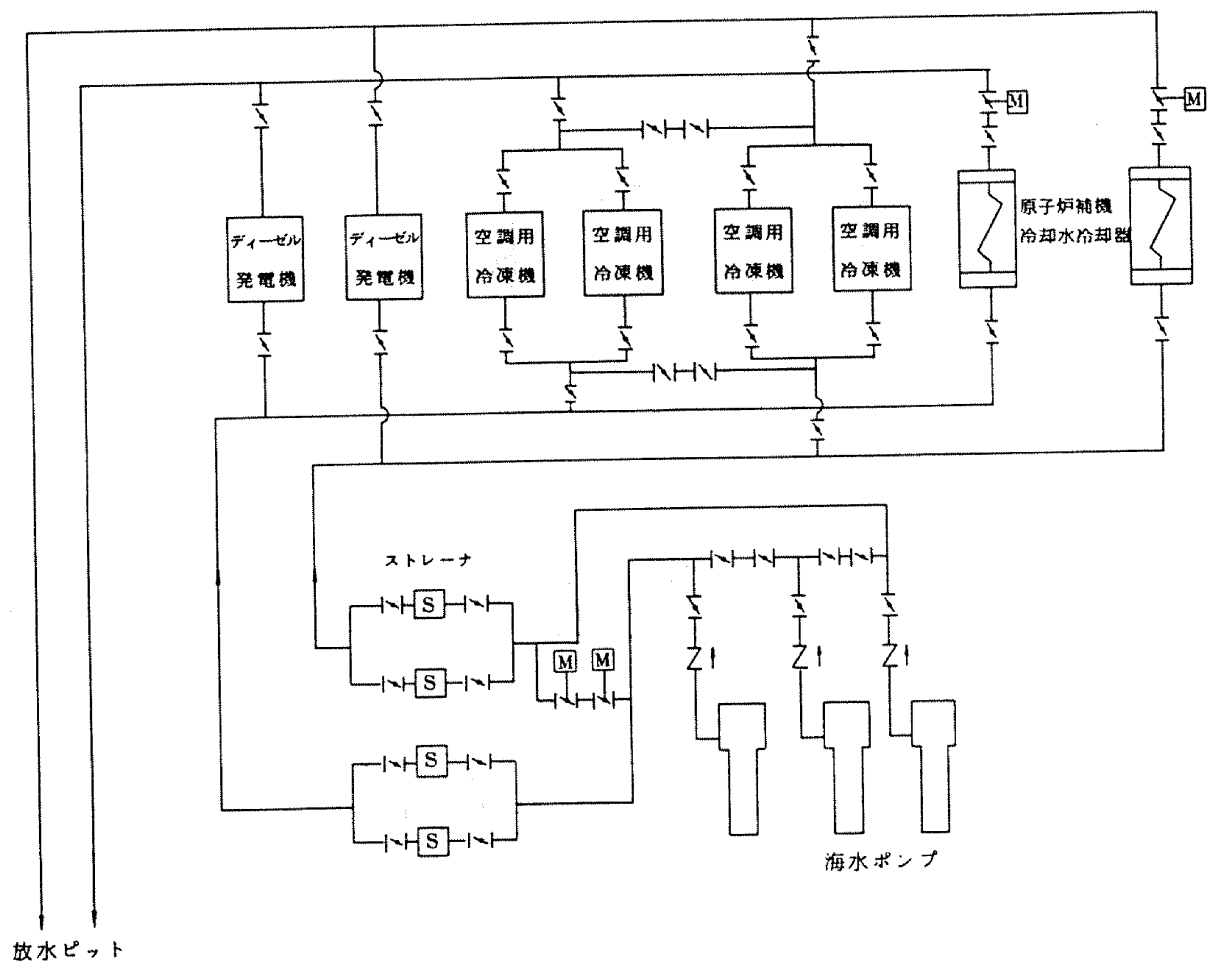 M
M
ディーゼル
発電機
ディーゼル
発電機
空調用
冷凍機
空調用
冷凍機
空調用
冷凍機
空調用
冷凍機
原子炉補機
冷却水冷却器
ストレーナ
S
S
M
M
S
S
海水ポンプ
放水ピット